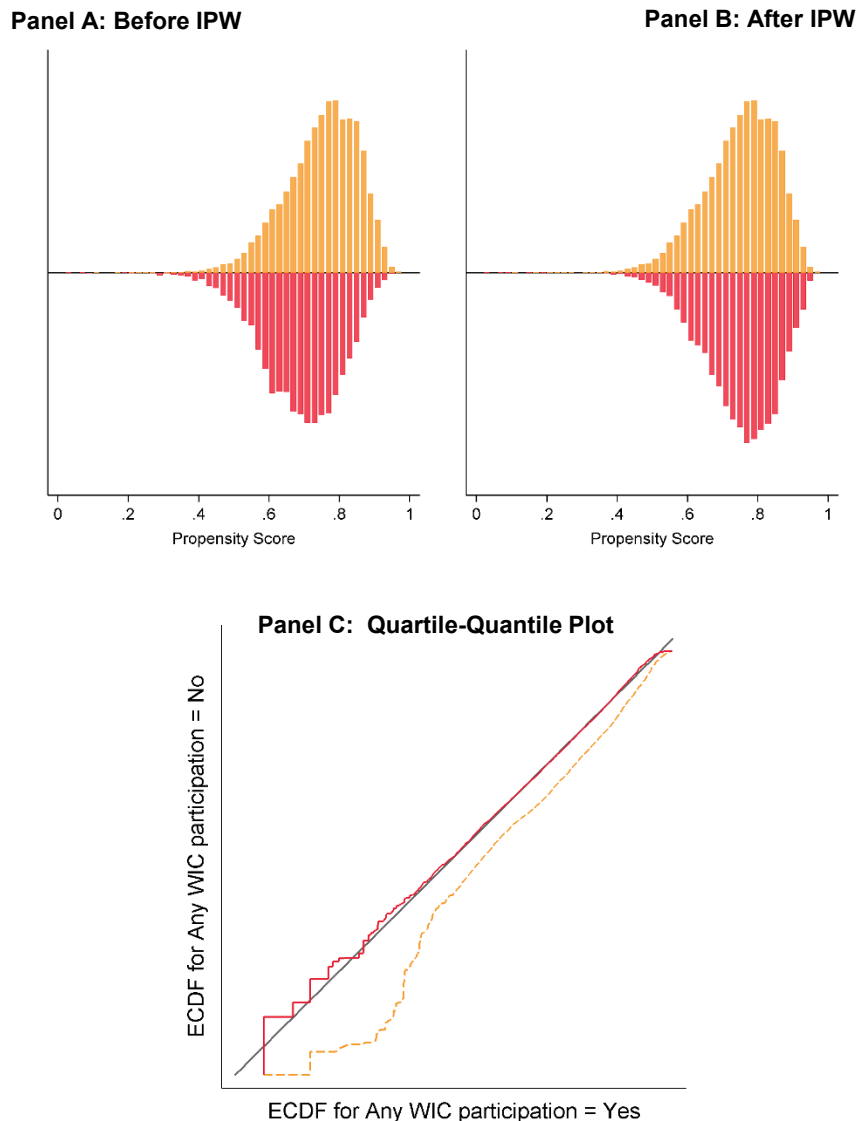 Panel A: Before IPW
Panel B: After IPW
0 .2 .4 .6 .8 1
Propensity Score
0 .2 .4 .6 .8 1
Propensity Score
Panel C: Quartile-Quantile Plot
ECDF for Any WIC participation = No
ECDF for Any WIC participation = Yes